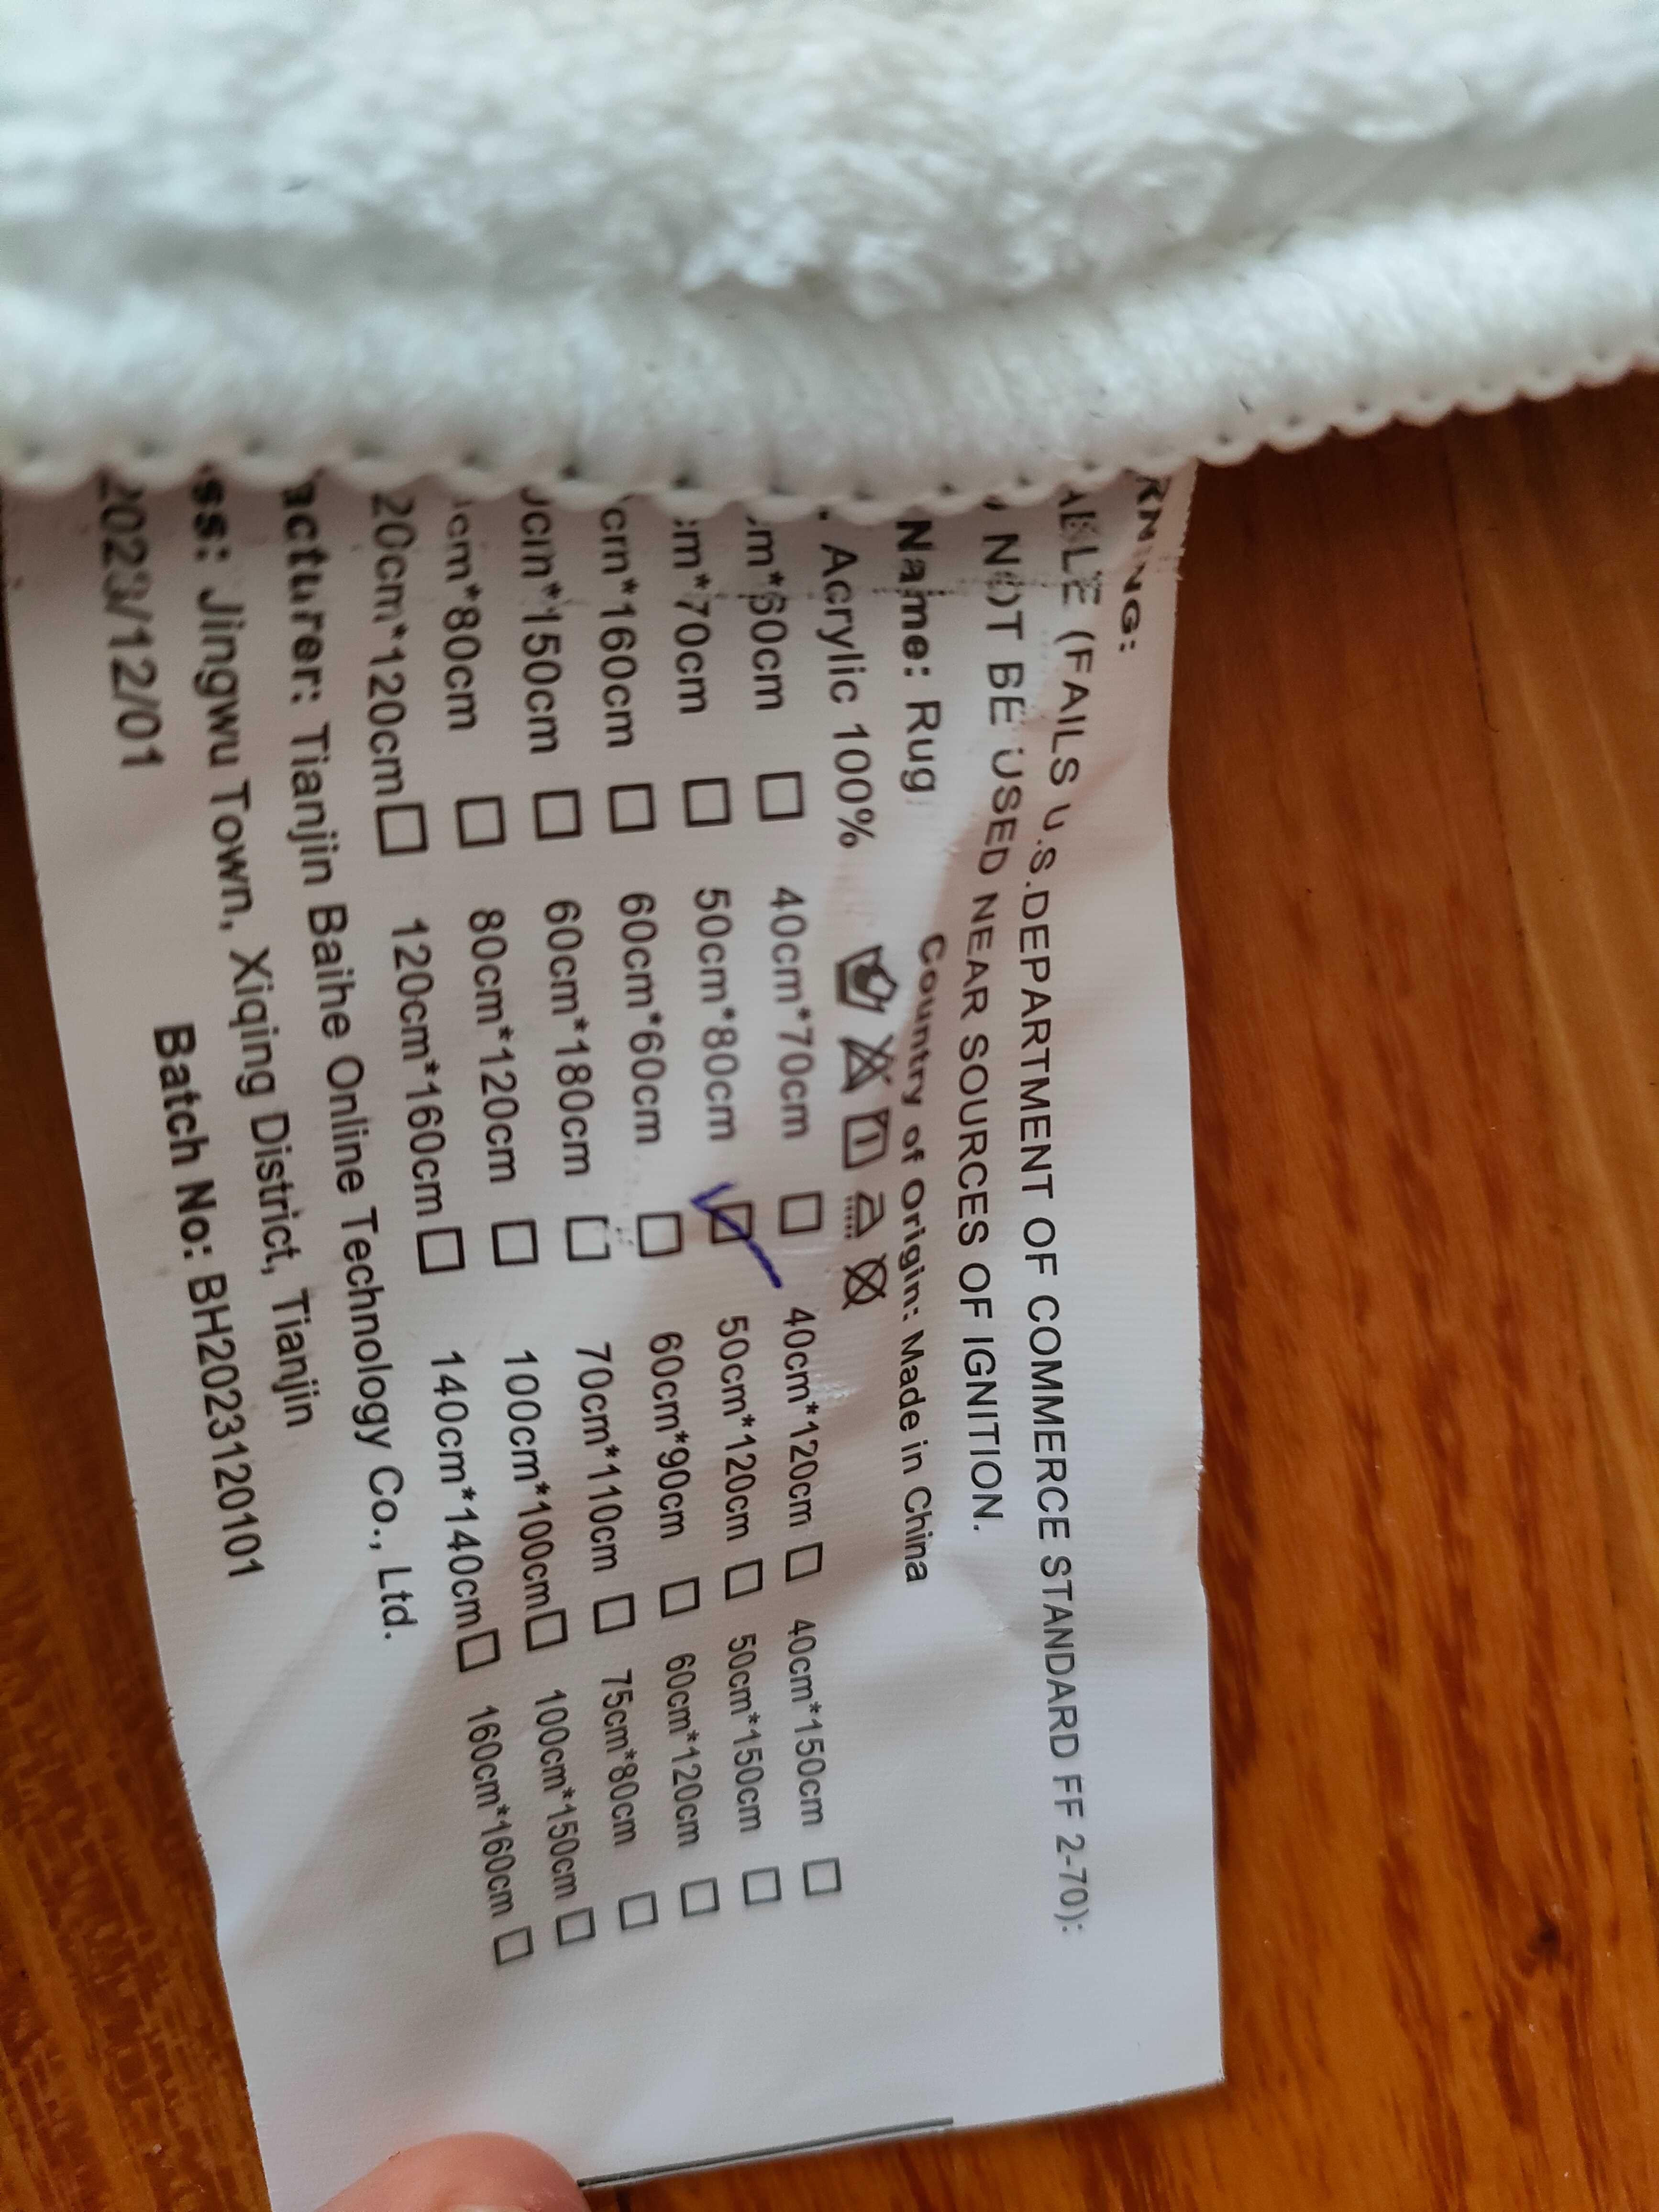 RNING:
ABLE (FAILS U.S.DEPARTMENT OF COMMERCE STANDARD FF 2-70):
NOT BE USED NEAR SOURCES OF IGNITION.
Name: Rug Country of Origin: Made in China
Acrylic 100%
m*60cm □ 40cm*70cm □ 40cm*120cm □ 40cm*150cm □
m*70cm □ 50cm*80cm ☑ 50cm*120cm □ 50cm*150cm □
cm*160cm □ 60cm*60cm □ 60cm*90cm □ 60cm*120cm □
cm*150cm □ 60cm*180cm □ 70cm*110cm □ 75cm*80cm □
cm*80cm □ 80cm*120cm □ 100cm*100cm□ 100cm*150cm □
20cm*120cm□ 120cm*160cm□ 140cm*140cm□ 160cm*160cm □
acturer: Tianjin Baihe Online Technology Co., Ltd.
ss: Jingwu Town, Xiqing District, Tianjin
2023/12/01 Batch No: BH2023120101